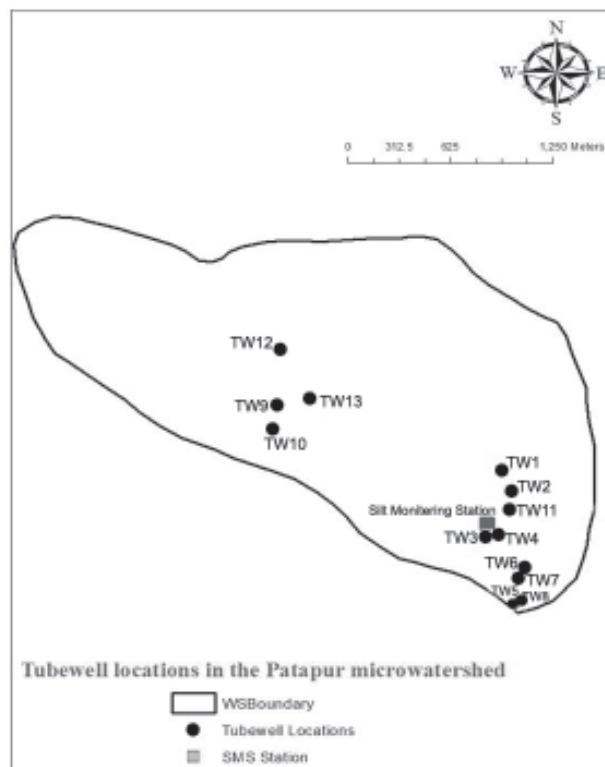 N
W E
S
0 312.5 625 1,250 Meters
TW12
TW13
TW9
TW10
TW1
TW2
Silt Monitering Station
TW11
TW3
TW4
TW6
TW7
TW5
TW8
Tubewell locations in the Patapur microwatershed
WSBoundary
Tubewell Locations
SMS Station